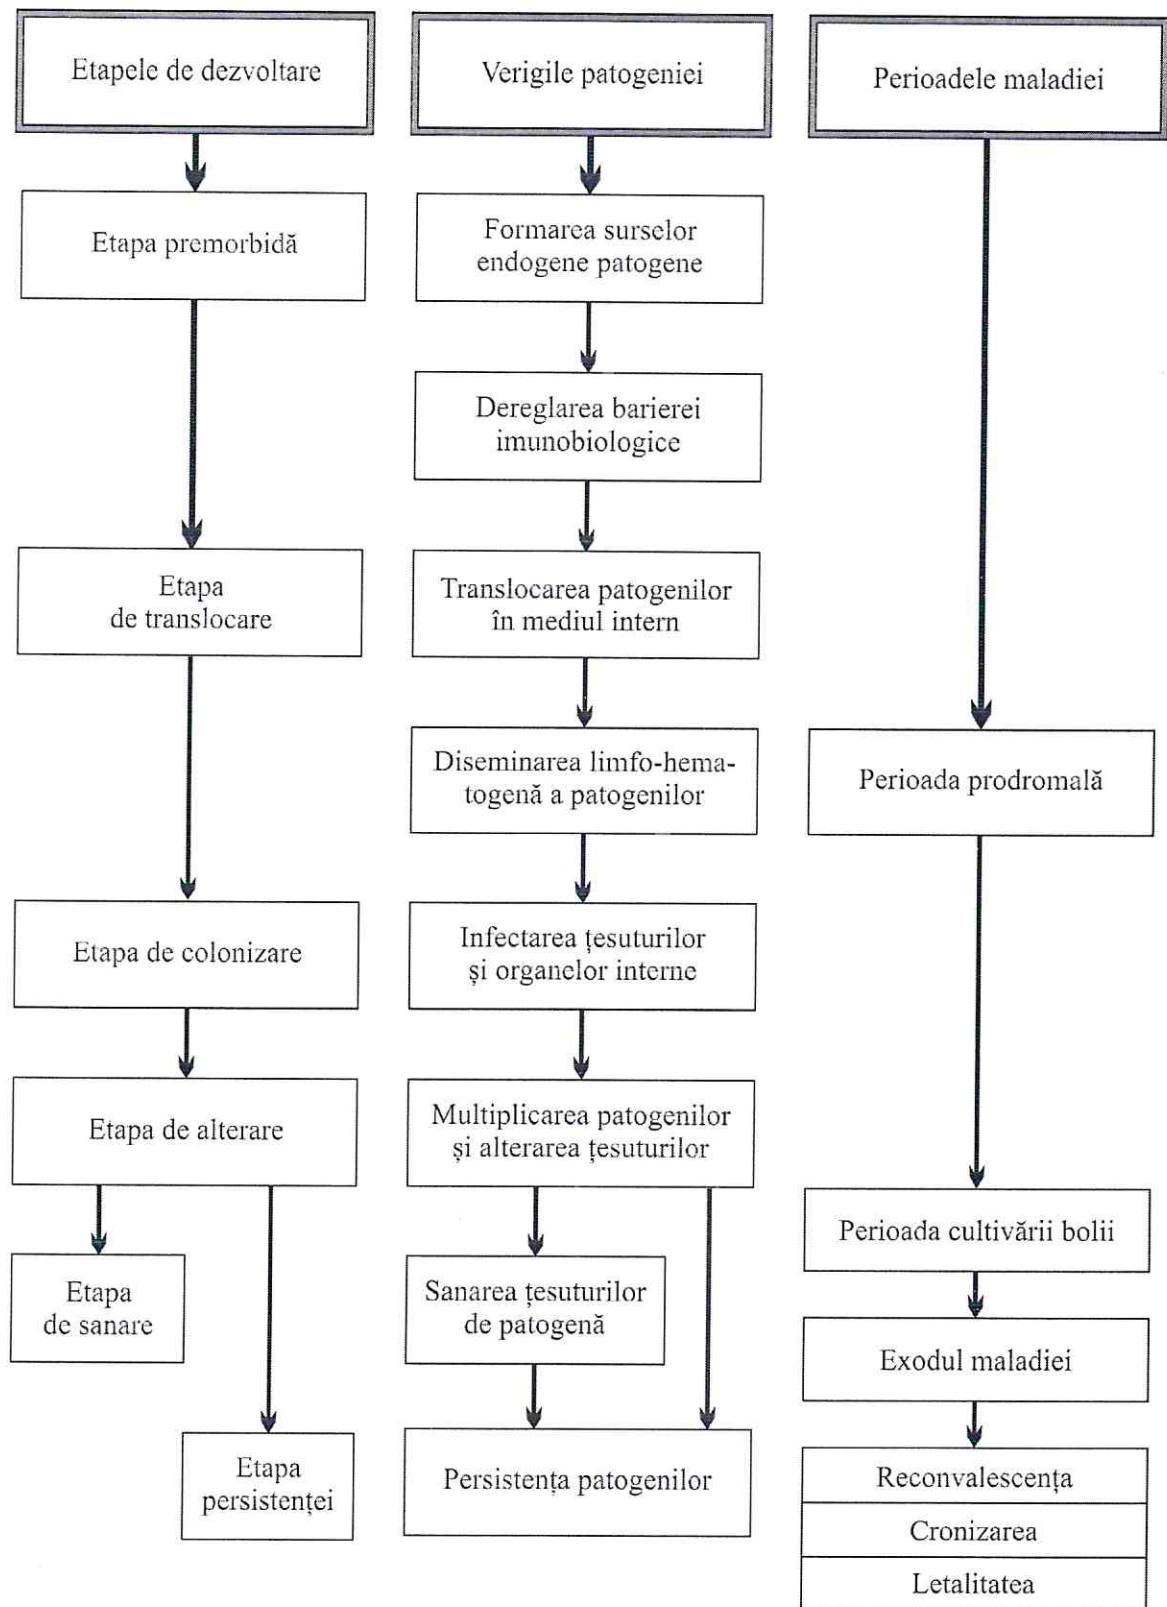 Etapele de dezvoltare
Verigile patogeniei
Perioadele maladiei
Etapa premorbidă
Formarea surselor
endogene patogene
Dereglarea barierei
imunobiologice
Etapa
de translocare
Translocarea patogenilor
în mediul intern
Diseminarea limfo-hema-
togenă a patogenilor
Perioada prodromală
Etapa de colonizare
Infectarea țesuturilor
și organelor interne
Etapa de alterare
Multiplicarea patogenilor
și alterarea țesuturilor
Perioada cultivării bolii
Etapa
de sanare
Sanarea țesuturilor
de patogenă
Exodul maladiei
Etapa
persistenței
Persistența patogenilor
Reconvalescența
Cronizarea
Letalitatea